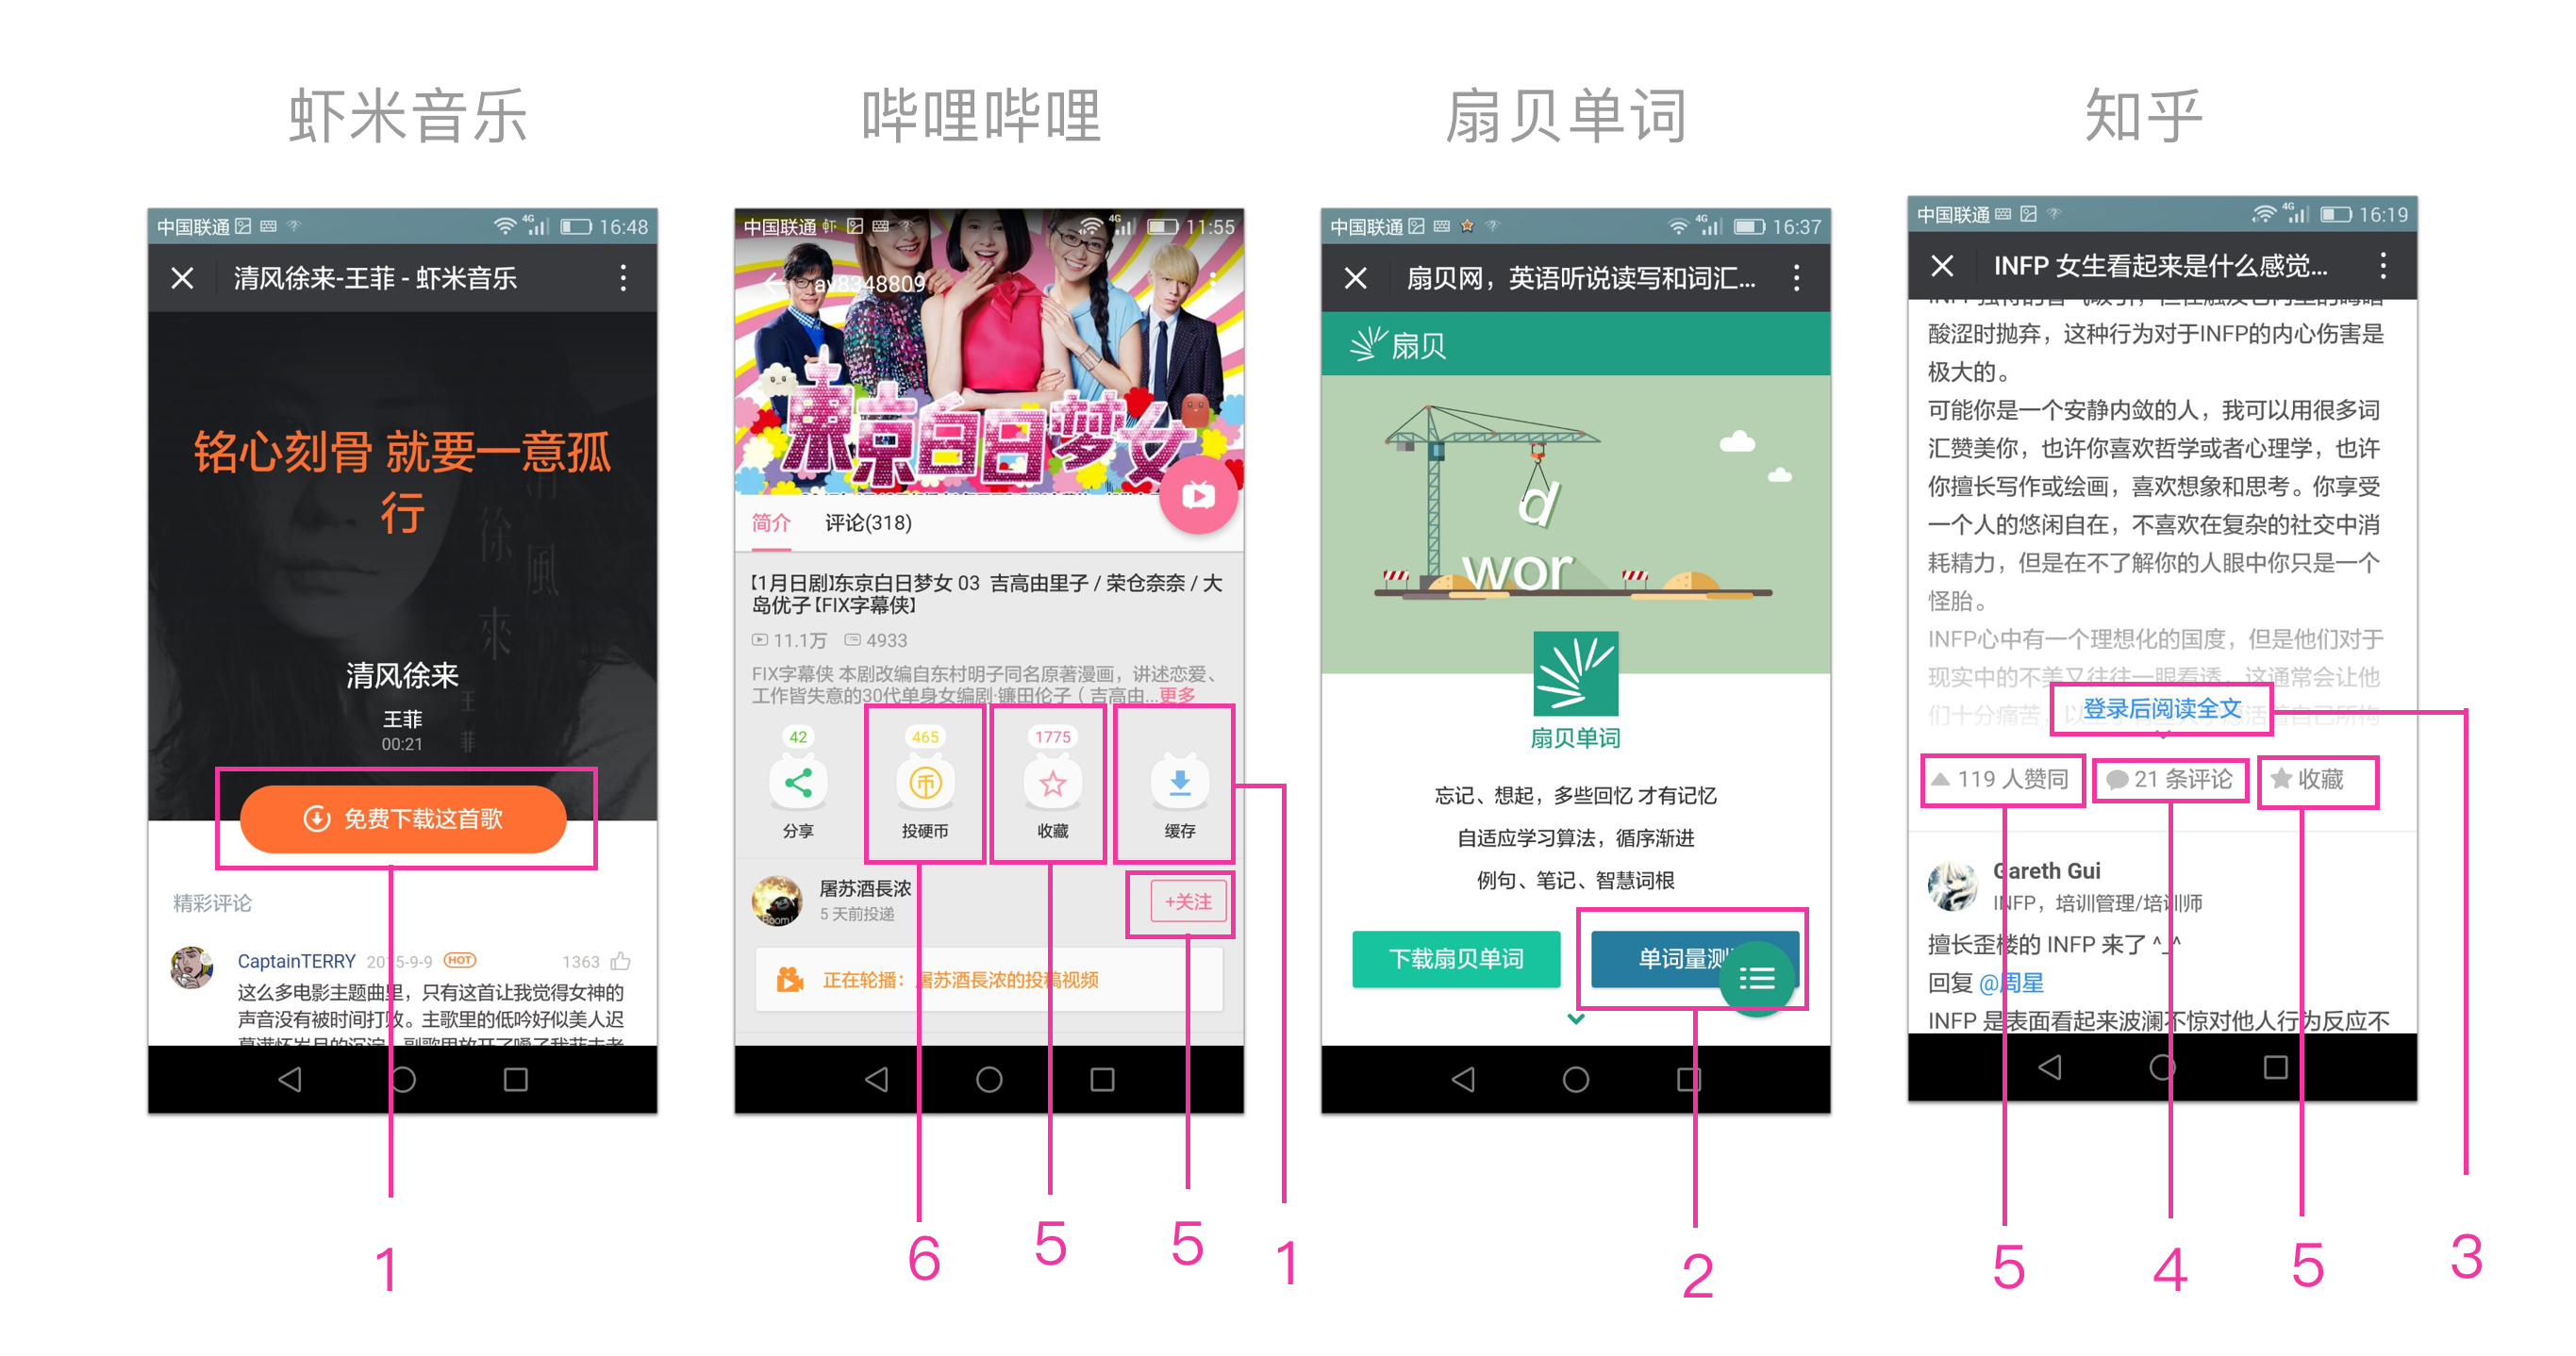 虾米音乐
中国联通
4G
16:48
清风徐来-王菲 - 虾米音乐
铭心刻骨 就要一意孤
行
清
徐
風
來
王
菲
清风徐来
王菲
00:21
免费下载这首歌
精彩评论
CaptainTERRY 2015-9-9 HOT 1363
这么多电影主题曲里，只有这首让我觉得女神的
声音没有被时间打败。主歌里的低吟好似美人迟
1
哔哩哔哩
中国联通
4G
11:55
av8348809
東京白日梦女
简介 评论(318)
【1月日剧】东京白日梦女 03 吉高由里子 / 荣仓奈奈 / 大
岛优子【FIX字幕侠】
11.1万 4933
FIX字幕侠 本剧改编自东村明子同名原著漫画，讲述恋爱、
工作皆失意的30代单身女编剧·镰田伦子（ 吉高由...更多
42 465 1775
币
分享 投硬币 收藏 缓存
屠苏酒長浓
5 天前投递
+关注
正在轮播：屠苏酒長浓的投稿视频
6 5 5 1
扇贝单词
中国联通
4G
16:37
扇贝网，英语听说读写和词汇...
扇贝
d
wor
扇贝单词
忘记、想起，多些回忆 才有记忆
自适应学习算法，循序渐进
例句、笔记、智慧词根
下载扇贝单词 单词量测
2
知乎
中国联通
4G
16:19
INFP 女生看起来是什么感觉...
酸涩时抛弃，这种行为对于INFP的内心伤害是
极大的。
可能你是一个安静内敛的人，我可以用很多词
汇赞美你，也许你喜欢哲学或者心理学，也许
你擅长写作或绘画，喜欢想象和思考。你享受
一个人的悠闲自在，不喜欢在复杂的社交中消
耗精力，但是在不了解你的人眼中你只是一个
怪胎。
INFP心中有一个理想化的国度，但是他们对于
现实中的不美又往往一眼看透，这通常会让他
们十分痛苦，
登录后阅读全文
119 人赞同 21 条评论 收藏
Gareth Gui
INFP，培训管理/培训师
擅长歪楼的 INFP 来了 ^_^
回复 @周星
INFP 是表面看起来波澜不惊对他人行为反应不
5 4 5 3